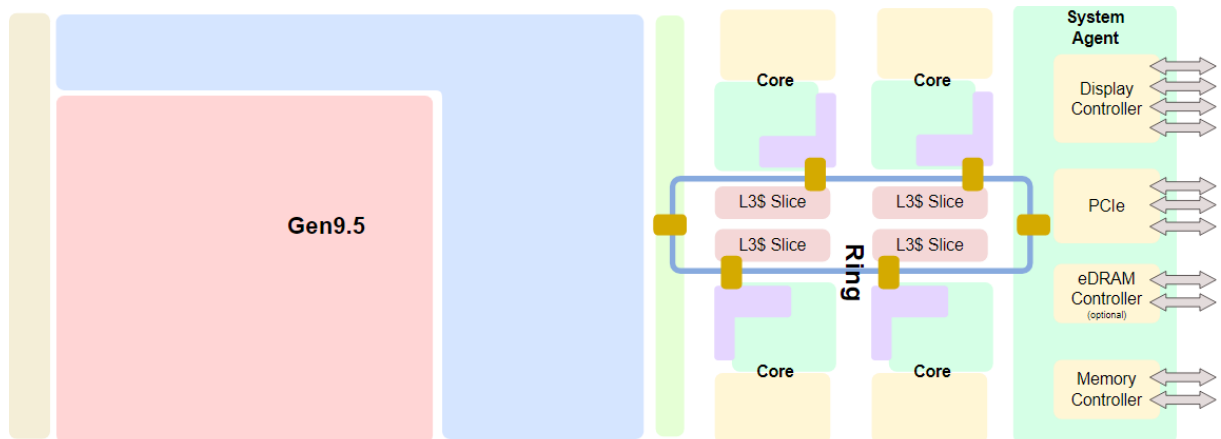 Gen9.5
Core
Core
L3$ Slice
L3$ Slice
L3$ Slice
L3$ Slice
Ring
Core
Core
System
Agent
Display
Controller
PCIe
eDRAM
Controller
(optional)
Memory
Controller